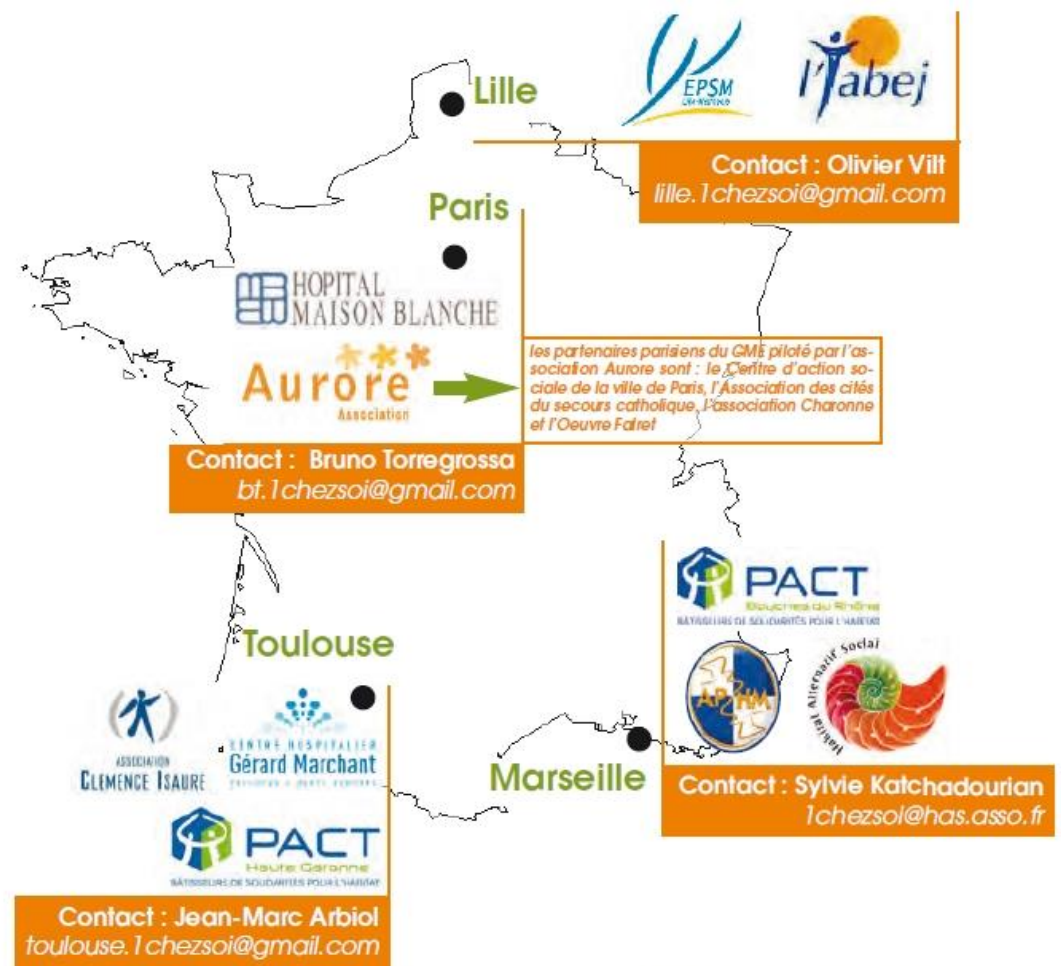 EPSM
l'abej
Lille
Contact : Olivier Vilt
lille.1chezsoi@gmail.com
Paris
HOPITAL
MAISON BLANCHE
Aurore
Association
les partenaires parisiens du GME piloté par l'as-
sociation Aurore sont : le Centre d'action so-
ciale de la ville de Paris, l'Association des cités
du secours catholique, l'association Charonne
et l'Oeuvre Falret
Contact : Bruno Torregrossa
bt.1chezsoi@gmail.com
PACT
Bouches du Rhône
BÂTISSEURS DE SOLIDARITÉS POUR L'HABITAT
AP HM
Habitat Alternatif Social
Marseille
Contact : Sylvie Katchadourian
1chezsoi@has.asso.fr
Toulouse
ASSOCIATION
CLEMENCE ISAURE
CENTRE HOSPITALIER
Gérard Marchant
PACT
Haute Garonne
BÂTISSEURS DE SOLIDARITÉS POUR L'HABITAT
Contact : Jean-Marc Arbiol
toulouse.1chezsoi@gmail.com